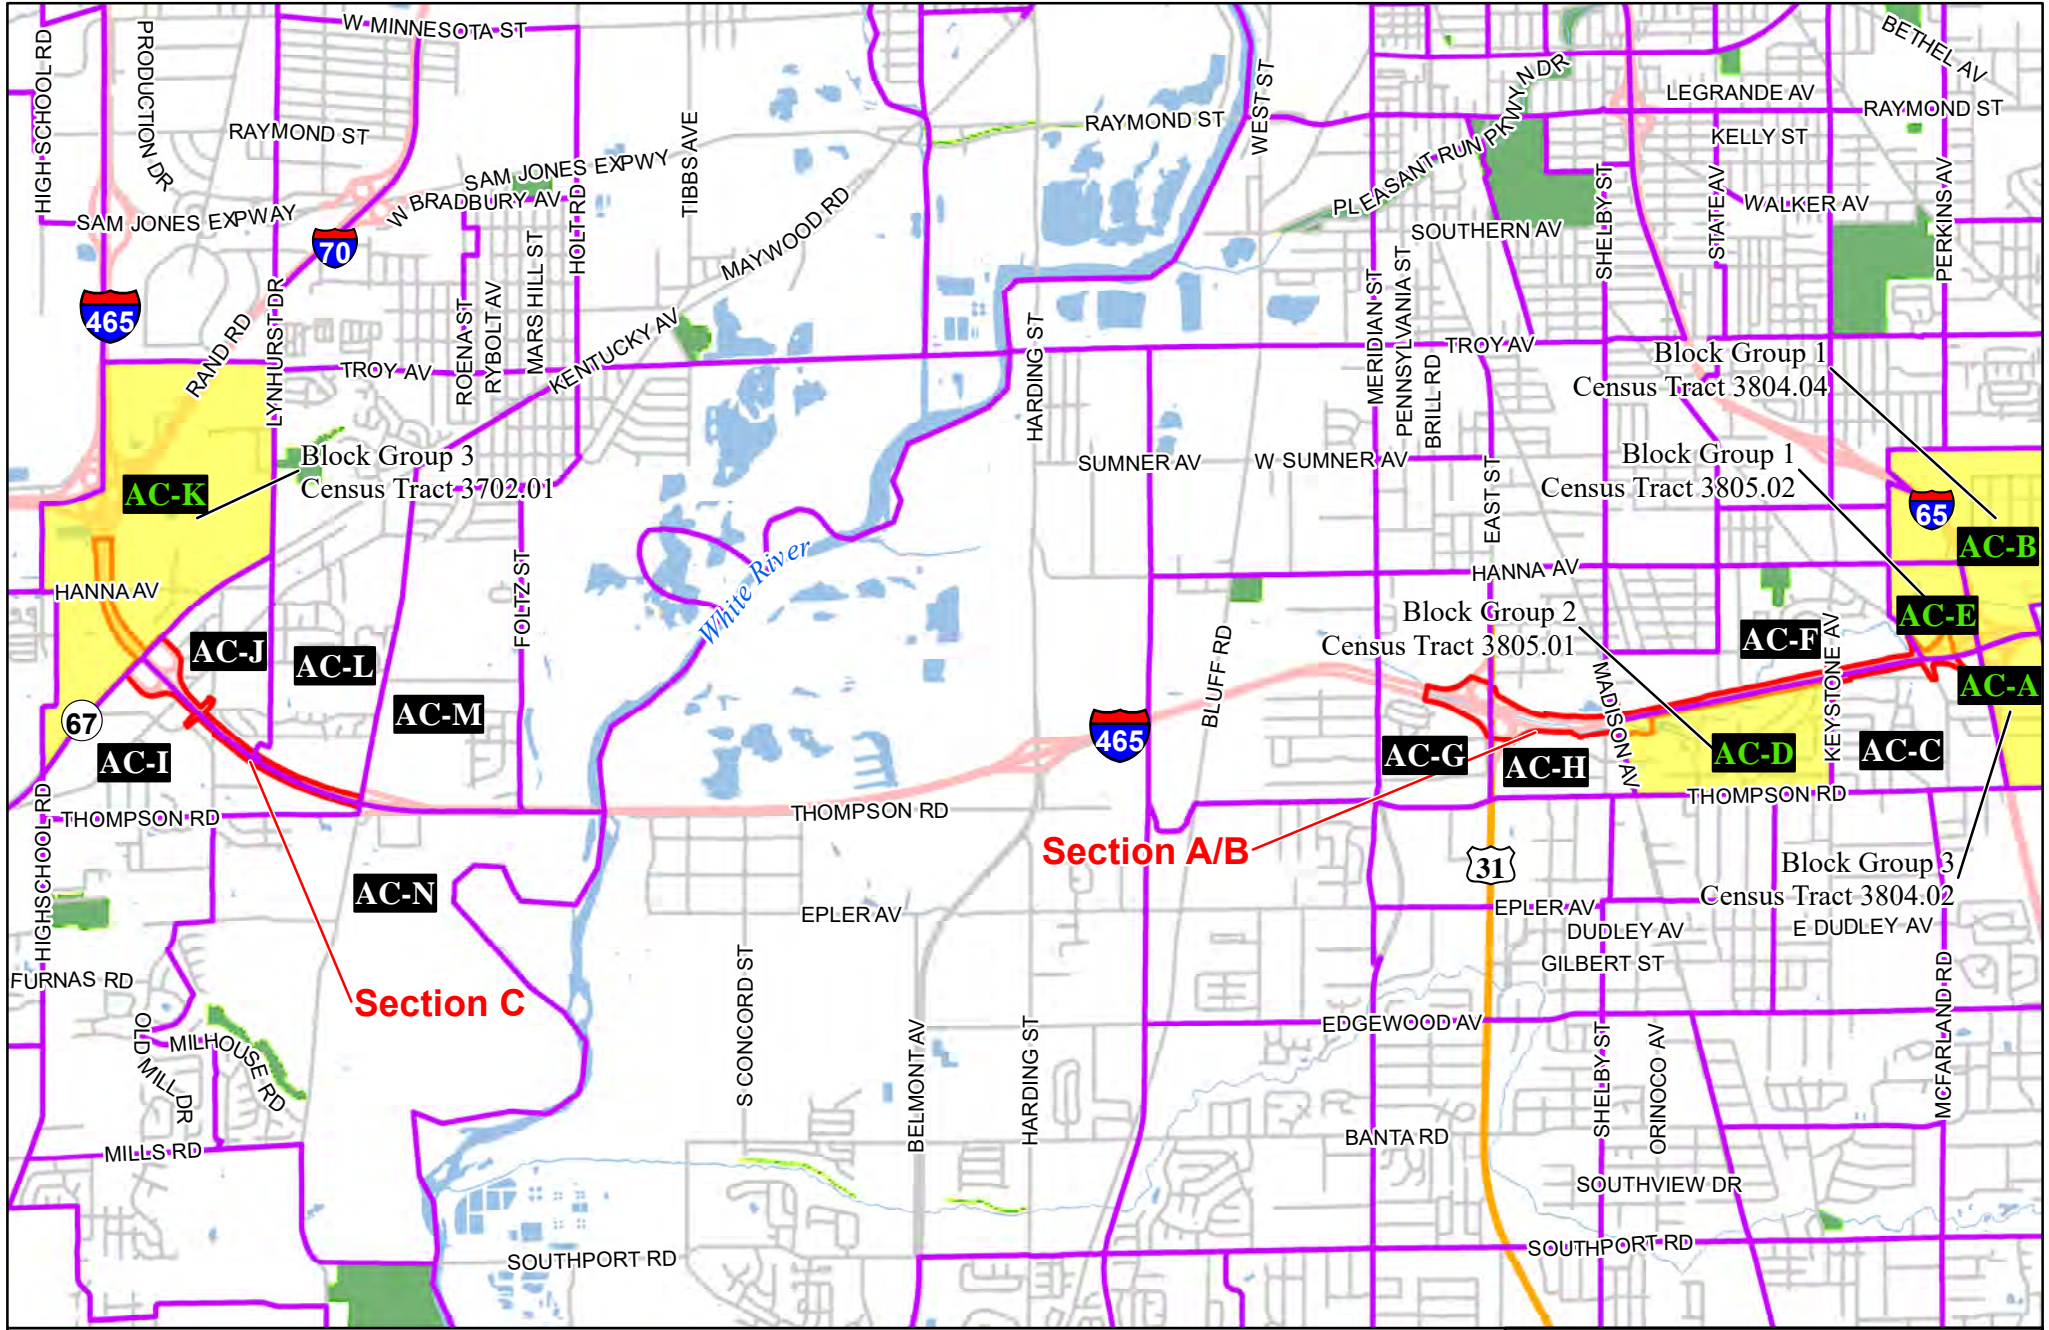 W MINNESOTA ST
BETHEL AV
HIGH SCHOOL RD
PRODUCTION DR
RAYMOND ST
SAM JONES EXPWY
TIBBS AVE
RAYMOND ST
WEST ST
PLEASANT RUN PKWY N DR
LEGRANDE AV
RAYMOND ST
KELLY ST
SAM JONES EXPWAY
W BRADBURY AV
HOLT RD
MAYWOOD RD
SOUTHERN AV
SHELBY ST
STATE AV
WALKER AV
PERKINS AV
70
465
RAND RD
LYNHURST DR
ROENA ST
RYBOLT AV
MARS HILL ST
KENTUCKY AV
TROY AV
HARDING ST
MERIDIAN ST
PENNSYLVANIA ST
BRILL RD
TROY AV
Block Group 1
Census Tract 3804.04
Block Group 3
Census Tract 3702.01
AC-K
SUMNER AV
W SUMNER AV
EAST ST
Block Group 1
Census Tract 3805.02
65
AC-B
HANNA AV
FOLTZ ST
White River
HANNA AV
Block Group 2
Census Tract 3805.01
AC-E
AC-F
AC-J
AC-L
AC-M
BLUFF RD
MADISON AV
KEYSTONE AV
AC-A
67
AC-I
465
AC-G
AC-H
AC-D
AC-C
HIGHSCHOOL RD
THOMPSON RD
THOMPSON RD
THOMPSON RD
Section A/B
31
Block Group 3
Census Tract 3804.02
AC-N
EPLER AV
EPLER AV
DUDLEY AV
E DUDLEY AV
GILBERT ST
FURNAS RD
Section C
S CONCORD ST
BELMONT AV
HARDING ST
EDGEWOOD AV
SHELBY ST
ORINOCO AV
MCFARLAND RD
OLD MILL DR
MILHOUSE RD
MILLS RD
BANTA RD
SOUTHVIEW DR
SOUTHPORT RD
SOUTHPORT RD